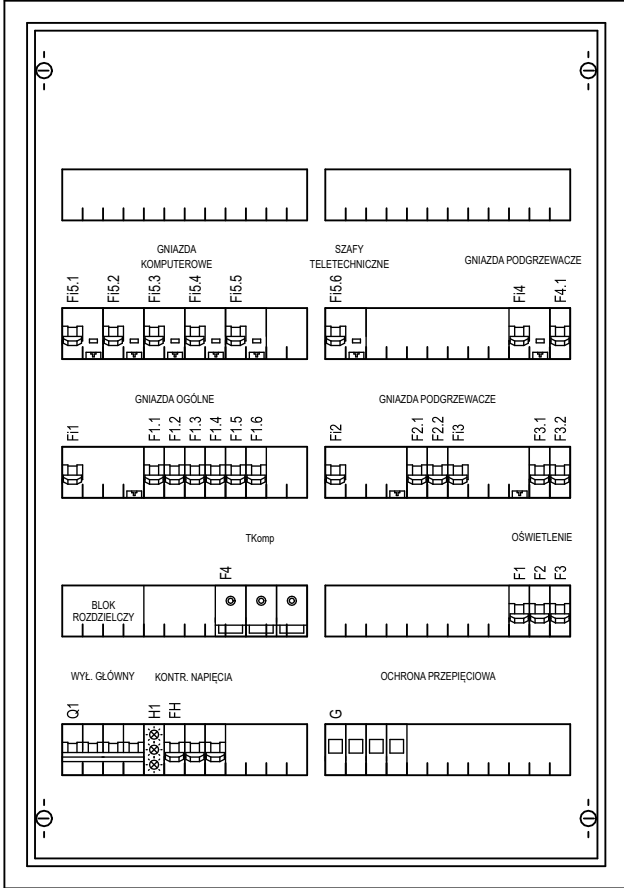 GNIAZDA
KOMPUTEROWE
SZAFY
TELETECHNICZNE
GNIAZDA PODGRZEWACZE
Fi5.1 Fi5.2 Fi5.3 Fi5.4 Fi5.5 Fi5.6 Fi4 F4.1
GNIAZDA OGÓLNE GNIAZDA PODGRZEWACZE
Fi1 F1.1 F1.2 F1.3 F1.4 F1.5 F1.6 Fi2 F2.1 F2.2 Fi3 F3.1 F3.2
TKomp OŚWIETLENIE
F4 F1 F2 F3
BLOK
ROZDZIELCZY
WYŁ. GŁÓWNY KONTR. NAPIĘCIA OCHRONA PRZEPIĘCIOWA
Q1 H1 FH G